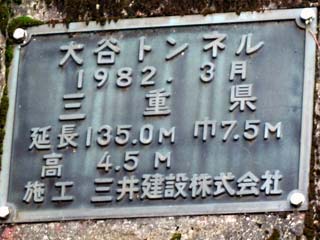 大谷トンネル
1982. 3月
三重県
延長135.0M 巾7.5M
高 4.5M
施工 三井建設株式会社